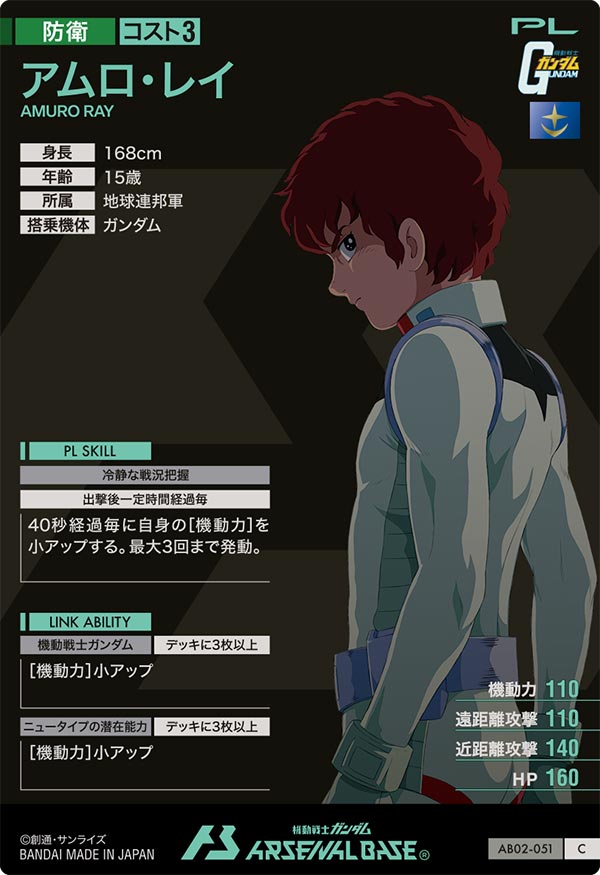 防衛 コスト3
PL
アムロ・レイ
AMURO RAY
機動戦士
ガンダム
GUNDAM
身長 168cm
年齢 15歳
所属 地球連邦軍
搭乗機体 ガンダム
PL SKILL
冷静な戦況把握
出撃後一定時間経過毎
40秒経過毎に自身の[機動力]を
小アップする。最大3回まで発動。
LINK ABILITY
機動戦士ガンダム デッキに3枚以上
[機動力]小アップ
ニュータイプの潜在能力 デッキに3枚以上
[機動力]小アップ
機動力 110
遠距離攻撃 110
近距離攻撃 140
HP 160
©創通・サンライズ
BANDAI MADE IN JAPAN
機動戦士ガンダム
AB ARSENAL BASE®
AB02-051 C